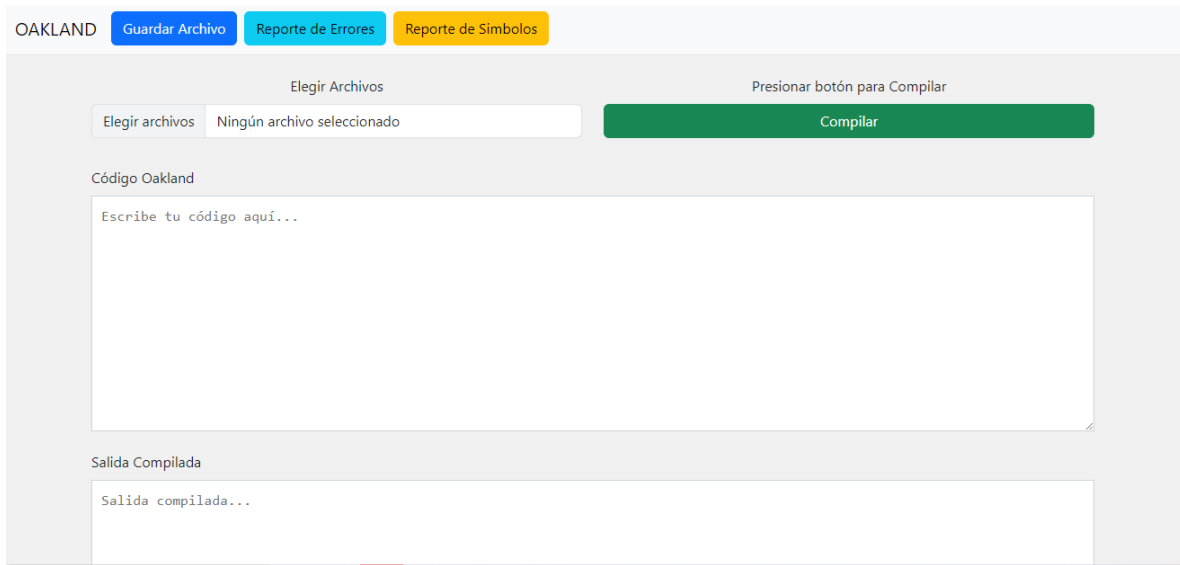 OAKLAND Guardar Archivo Reporte de Errores Reporte de Simbolos
Elegir Archivos Presionar botón para Compilar
Elegir archivos Ningún archivo seleccionado Compilar
Código Oakland
Escribe tu código aquí...
Salida Compilada
Salida compilada...